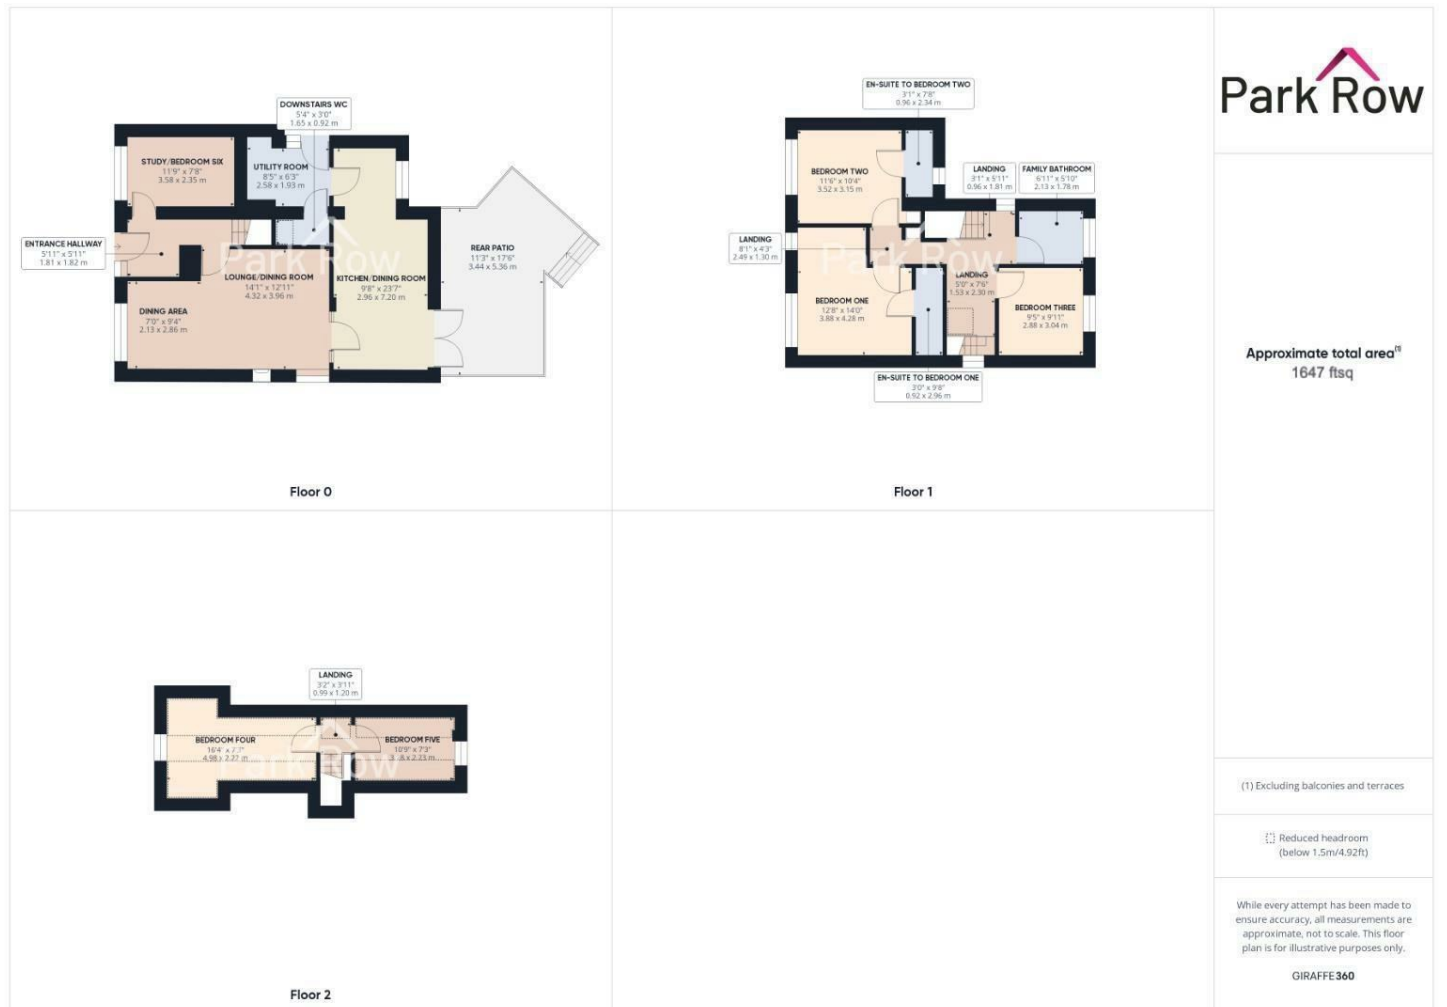 DOWNSTAIRS WC
5'4" x 3'0"
1.65 x 0.92 m
STUDY/BEDROOM SIX
11'9" x 7'8"
3.58 x 2.35 m
UTILITY ROOM
8'5" x 6'3"
2.58 x 1.93 m
ENTRANCE HALLWAY
5'11" x 5'11"
1.81 x 1.82 m
LOUNGE/DINING ROOM
14'1" x 12'11"
4.32 x 3.96 m
KITCHEN/DINING ROOM
9'8" x 23'7"
2.96 x 7.20 m
REAR PATIO
11'3" x 17'6"
3.44 x 5.36 m
DINING AREA
7'0" x 9'4"
2.13 x 2.86 m
Park Row
Floor 0
EN-SUITE TO BEDROOM TWO
3'1" x 7'8"
0.96 x 2.34 m
BEDROOM TWO
11'6" x 10'4"
3.52 x 3.15 m
LANDING
3'1" x 5'11"
0.96 x 1.81 m
FAMILY BATHROOM
6'11" x 5'10"
2.13 x 1.78 m
LANDING
8'1" x 4'3"
2.49 x 1.30 m
Park Row
LANDING
5'0" x 7'6"
1.53 x 2.30 m
BEDROOM ONE
12'8" x 14'0"
3.88 x 4.28 m
BEDROOM THREE
9'5" x 9'11"
2.88 x 3.04 m
EN-SUITE TO BEDROOM ONE
3'0" x 9'8"
0.92 x 2.96 m
Floor 1
LANDING
3'2" x 3'11"
0.99 x 1.20 m
BEDROOM FOUR
16'4" x
4.98 x 2.27 m
BEDROOM FIVE
10'9" x 7'3"
x 2.23 m
Park Row
Floor 2
Park Row
Approximate total area(1)
1647 ftsq
(1) Excluding balconies and terraces
Reduced headroom
(below 1.5m/4.92ft)
While every attempt has been made to
ensure accuracy, all measurements are
approximate, not to scale. This floor
plan is for illustrative purposes only.
GIRAFFE360